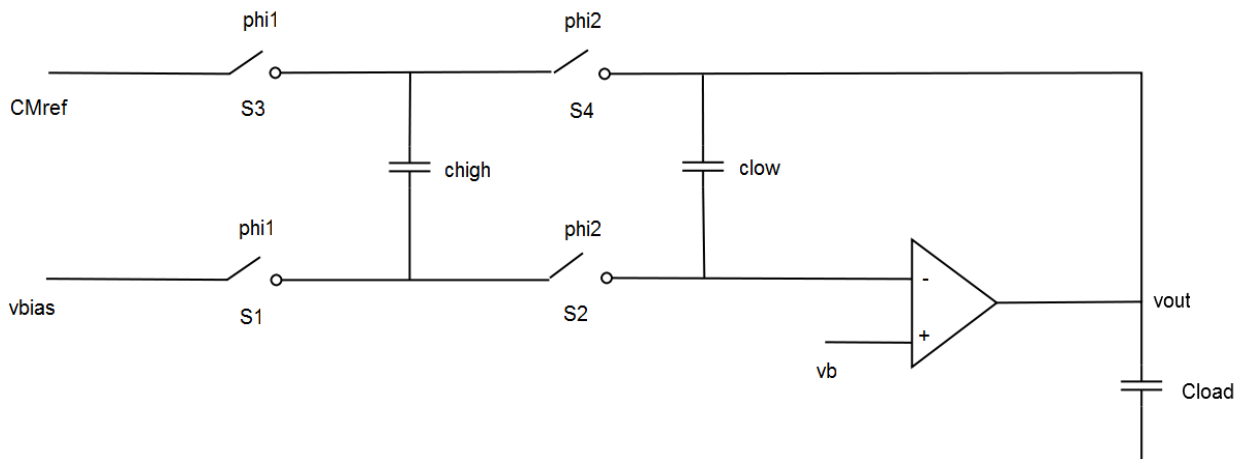 phi1
phi2
CMref
S3
S4
chigh
clow
phi1
phi2
vbias
S1
S2
-
+
vb
vout
Cload